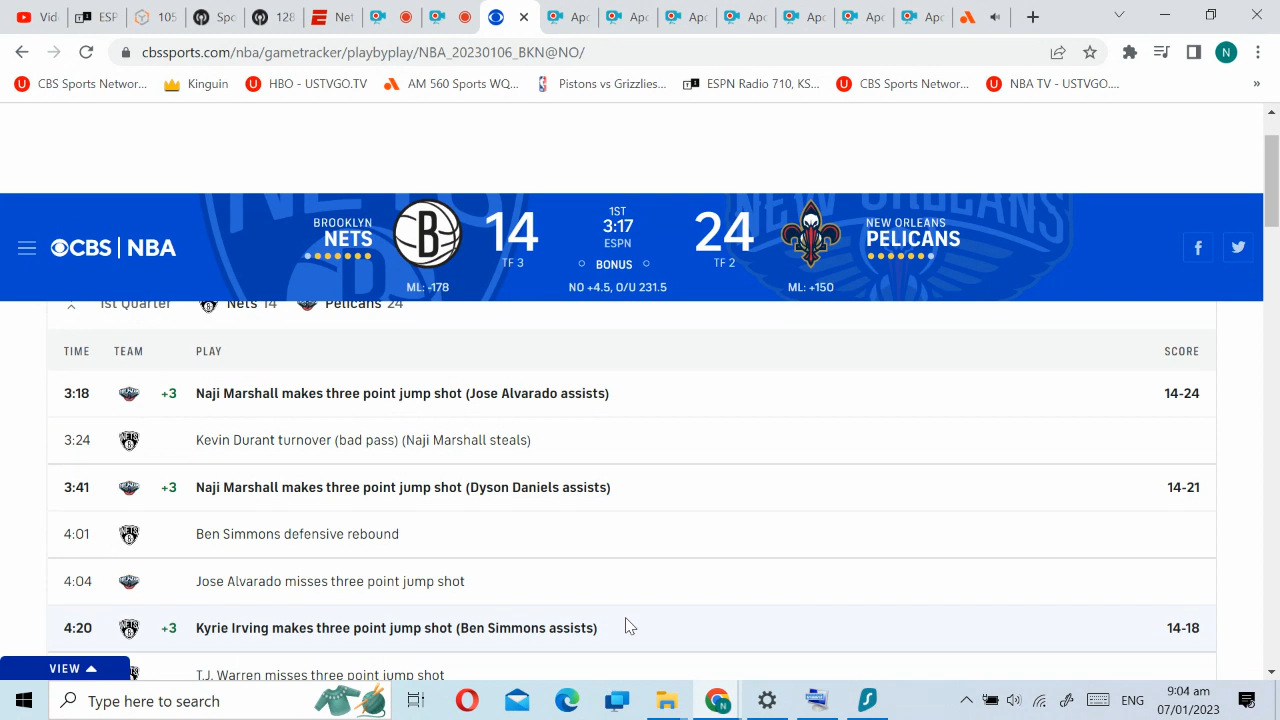 Vid ESP 105 Spo 128 Net Apo Apo Apo Apo Apo Apo Apo
cbssports.com/nba/gametracker/playbyplay/NBA_20230106_BKN@NO/ N
CBS Sports Networ... Kinguin HBO - USTVGO.TV AM 560 Sports WQ... Pistons vs Grizzlies... ESPN Radio 710, KS... CBS Sports Networ... NBA TV - USTVGO.... »
CBS | NBA
BROOKLYN
NETS
ML: -178
B
14
TF 3
1ST
3:17
ESPN
BONUS
NO +4.5, O/U 231.5
24
TF 2
NEW ORLEANS
PELICANS
ML: +150
1st Quarter Nets 14 Pelicans 24
TIME TEAM PLAY SCORE
3:18 +3 Naji Marshall makes three point jump shot (Jose Alvarado assists) 14-24
3:24 Kevin Durant turnover (bad pass) (Naji Marshall steals)
3:41 +3 Naji Marshall makes three point jump shot (Dyson Daniels assists) 14-21
4:01 Ben Simmons defensive rebound
4:04 Jose Alvarado misses three point jump shot
4:20 +3 Kyrie Irving makes three point jump shot (Ben Simmons assists) 14-18
T.J. Warren misses three point jump shot
VIEW
Type here to search
ENG
9:04 am
07/01/2023